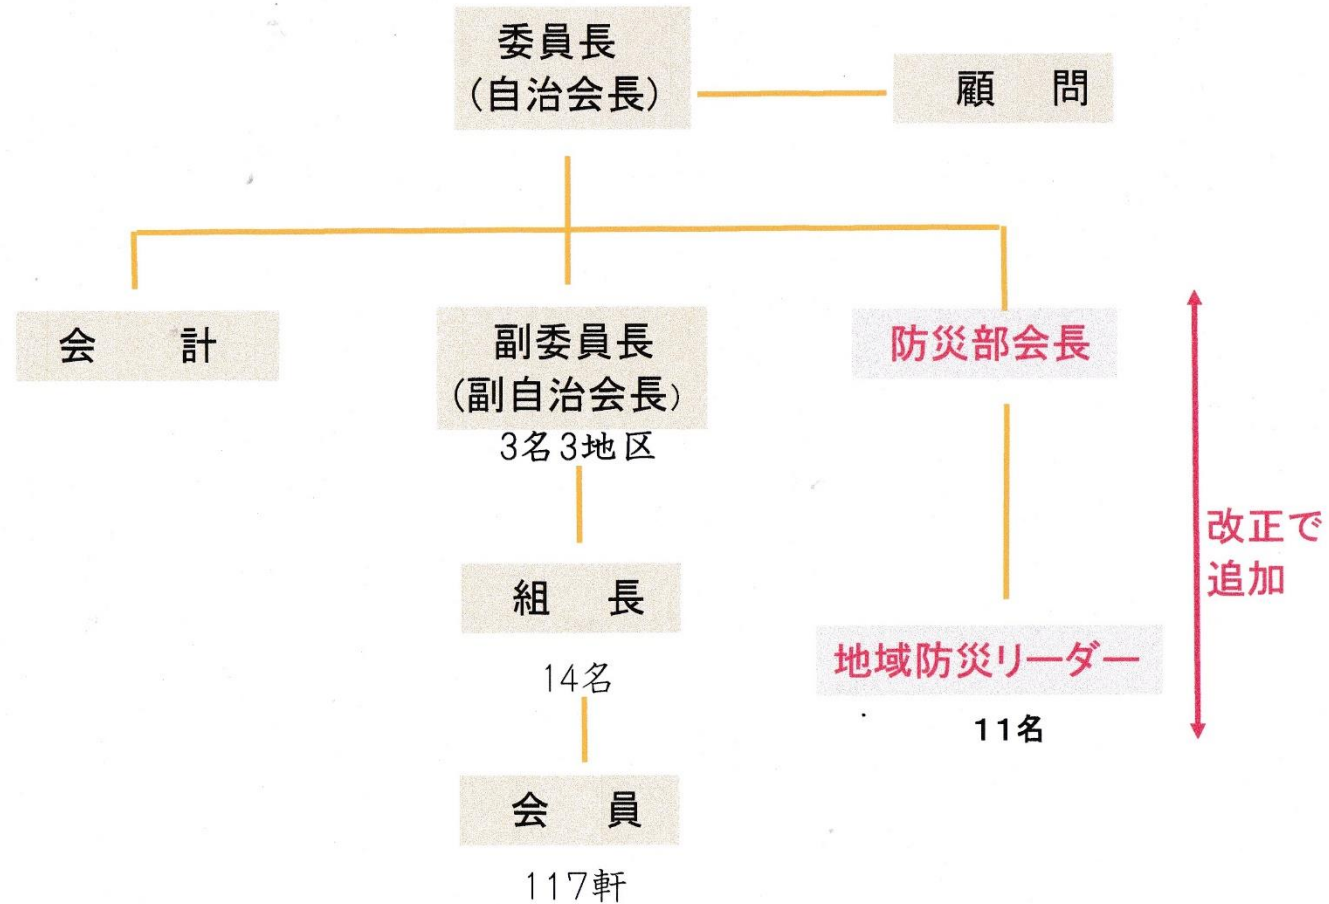 委員長
(自治会長)
顧 問
会 計
副委員長
(副自治会長)
3名3地区
防災部会長
改正で
追加
組 長
14名
地域防災リーダー
11名
会 員
117軒